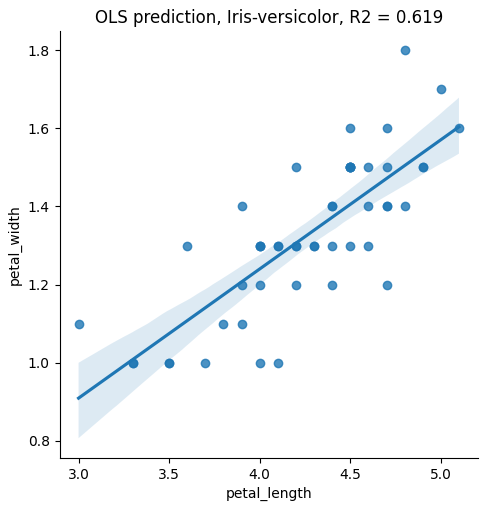 OLS prediction, Iris-versicolor, R2 = 0.619
1.8
1.6
1.4
1.2
1.0
0.8
petal_width
3.0 3.5 4.0 4.5 5.0
petal_length